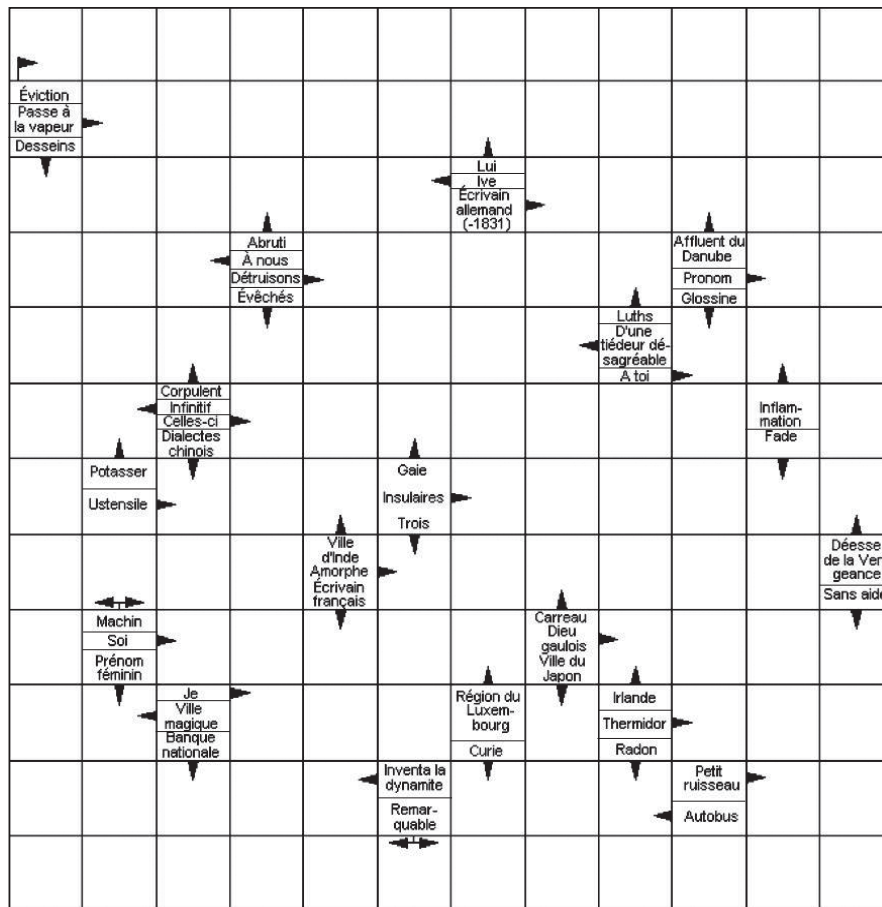 Éviction
Passe à
la vapeur
Desseins
Lui
Ive
Écrivain
allemand
(-1831)
Abruti
À nous
Détruisons
Évêchés
Affluent du
Danube
Pronom
Glossine
Luths
D'une
tiédeur dé-
sagréable
A toi
Corpulent
Infinitif
Celles-ci
Dialectes
chinois
Inflam-
mation
Fade
Potasser
Ustensile
Gaie
Insulaires
Trois
Ville
d'Inde
Amorphe
Écrivain
français
Déesse
de la Ven
geance
Sans aide
Machin
Soi
Prénom
féminin
Carreau
Dieu
gaulois
Ville du
Japon
Je
Ville
magique
Banque
nationale
Région du
Luxem-
bourg
Curie
Irlande
Thermidor
Radon
Inventa la
dynamite
Remar-
quable
Petit
ruisseau
Autobus